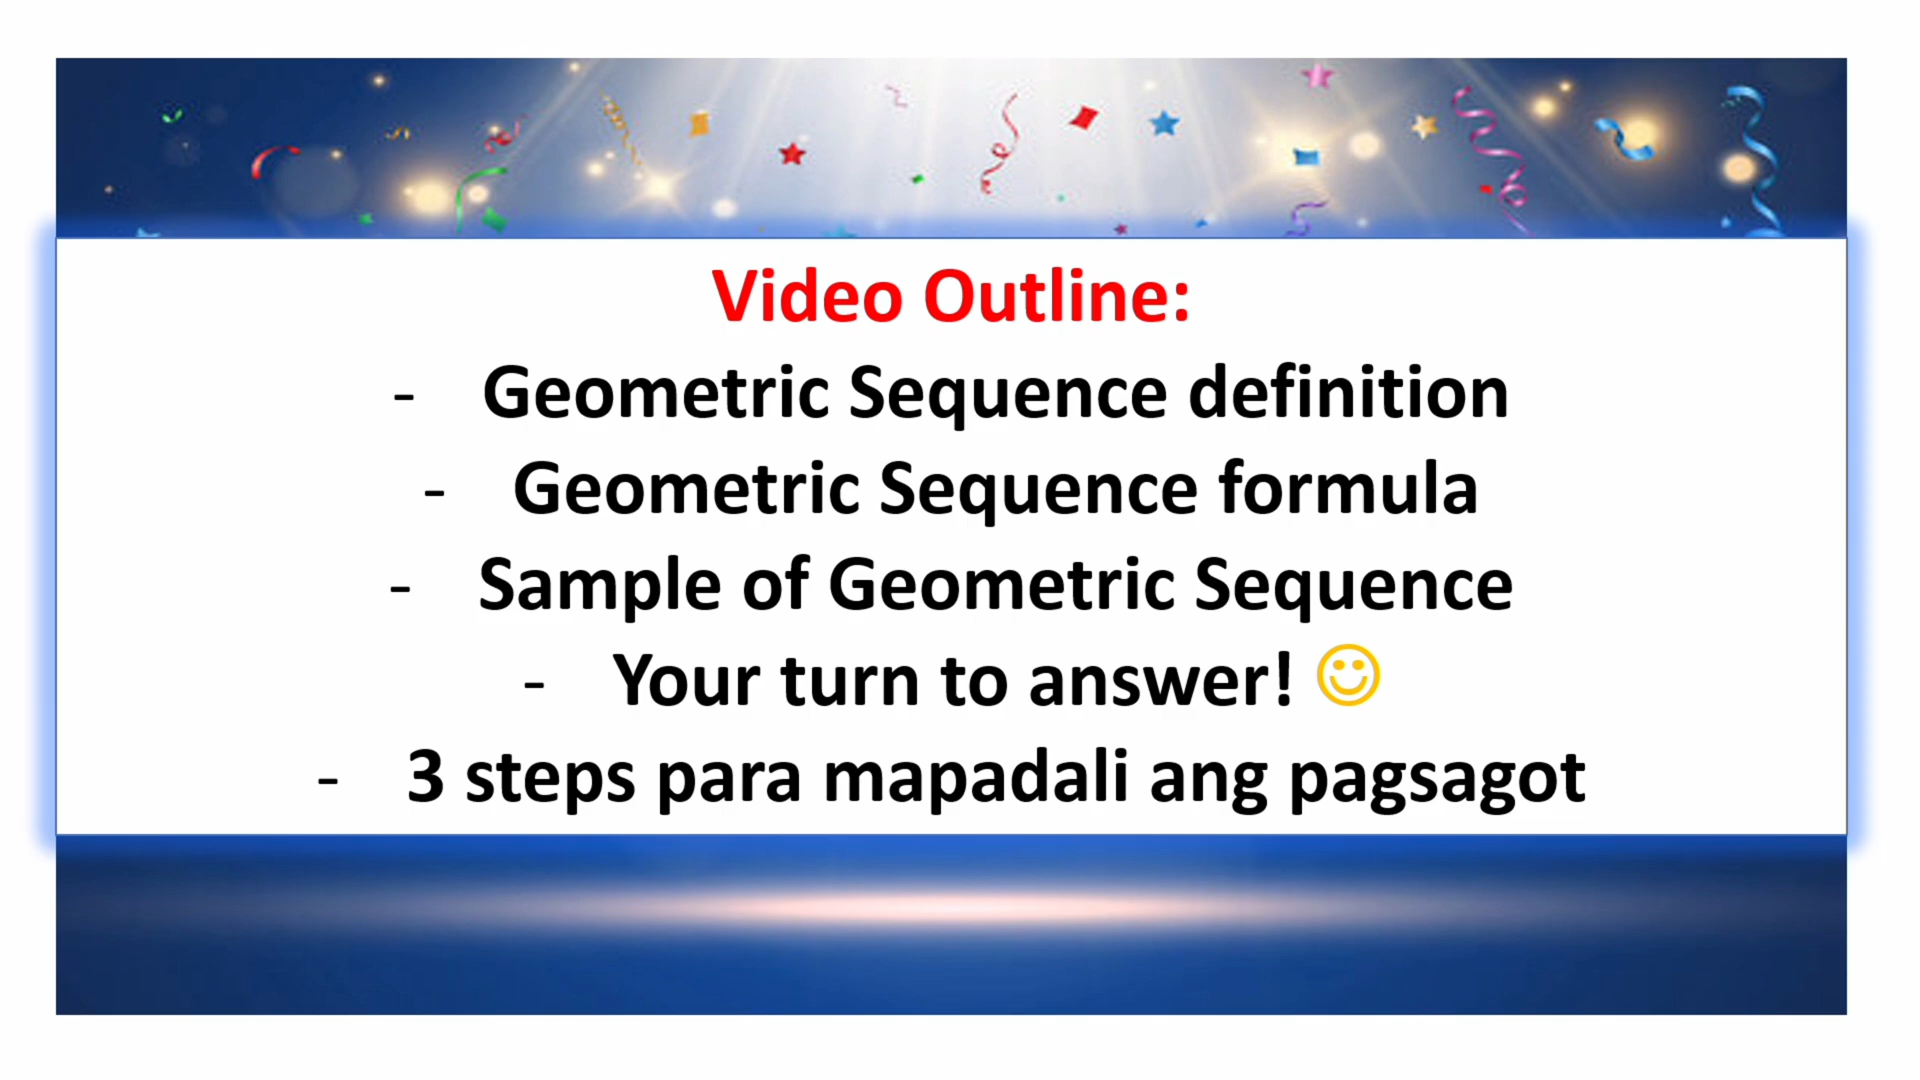 Video Outline:
- Geometric Sequence definition
- Geometric Sequence formula
- Sample of Geometric Sequence
- Your turn to answer! ☺
- 3 steps para mapadali ang pagsagot